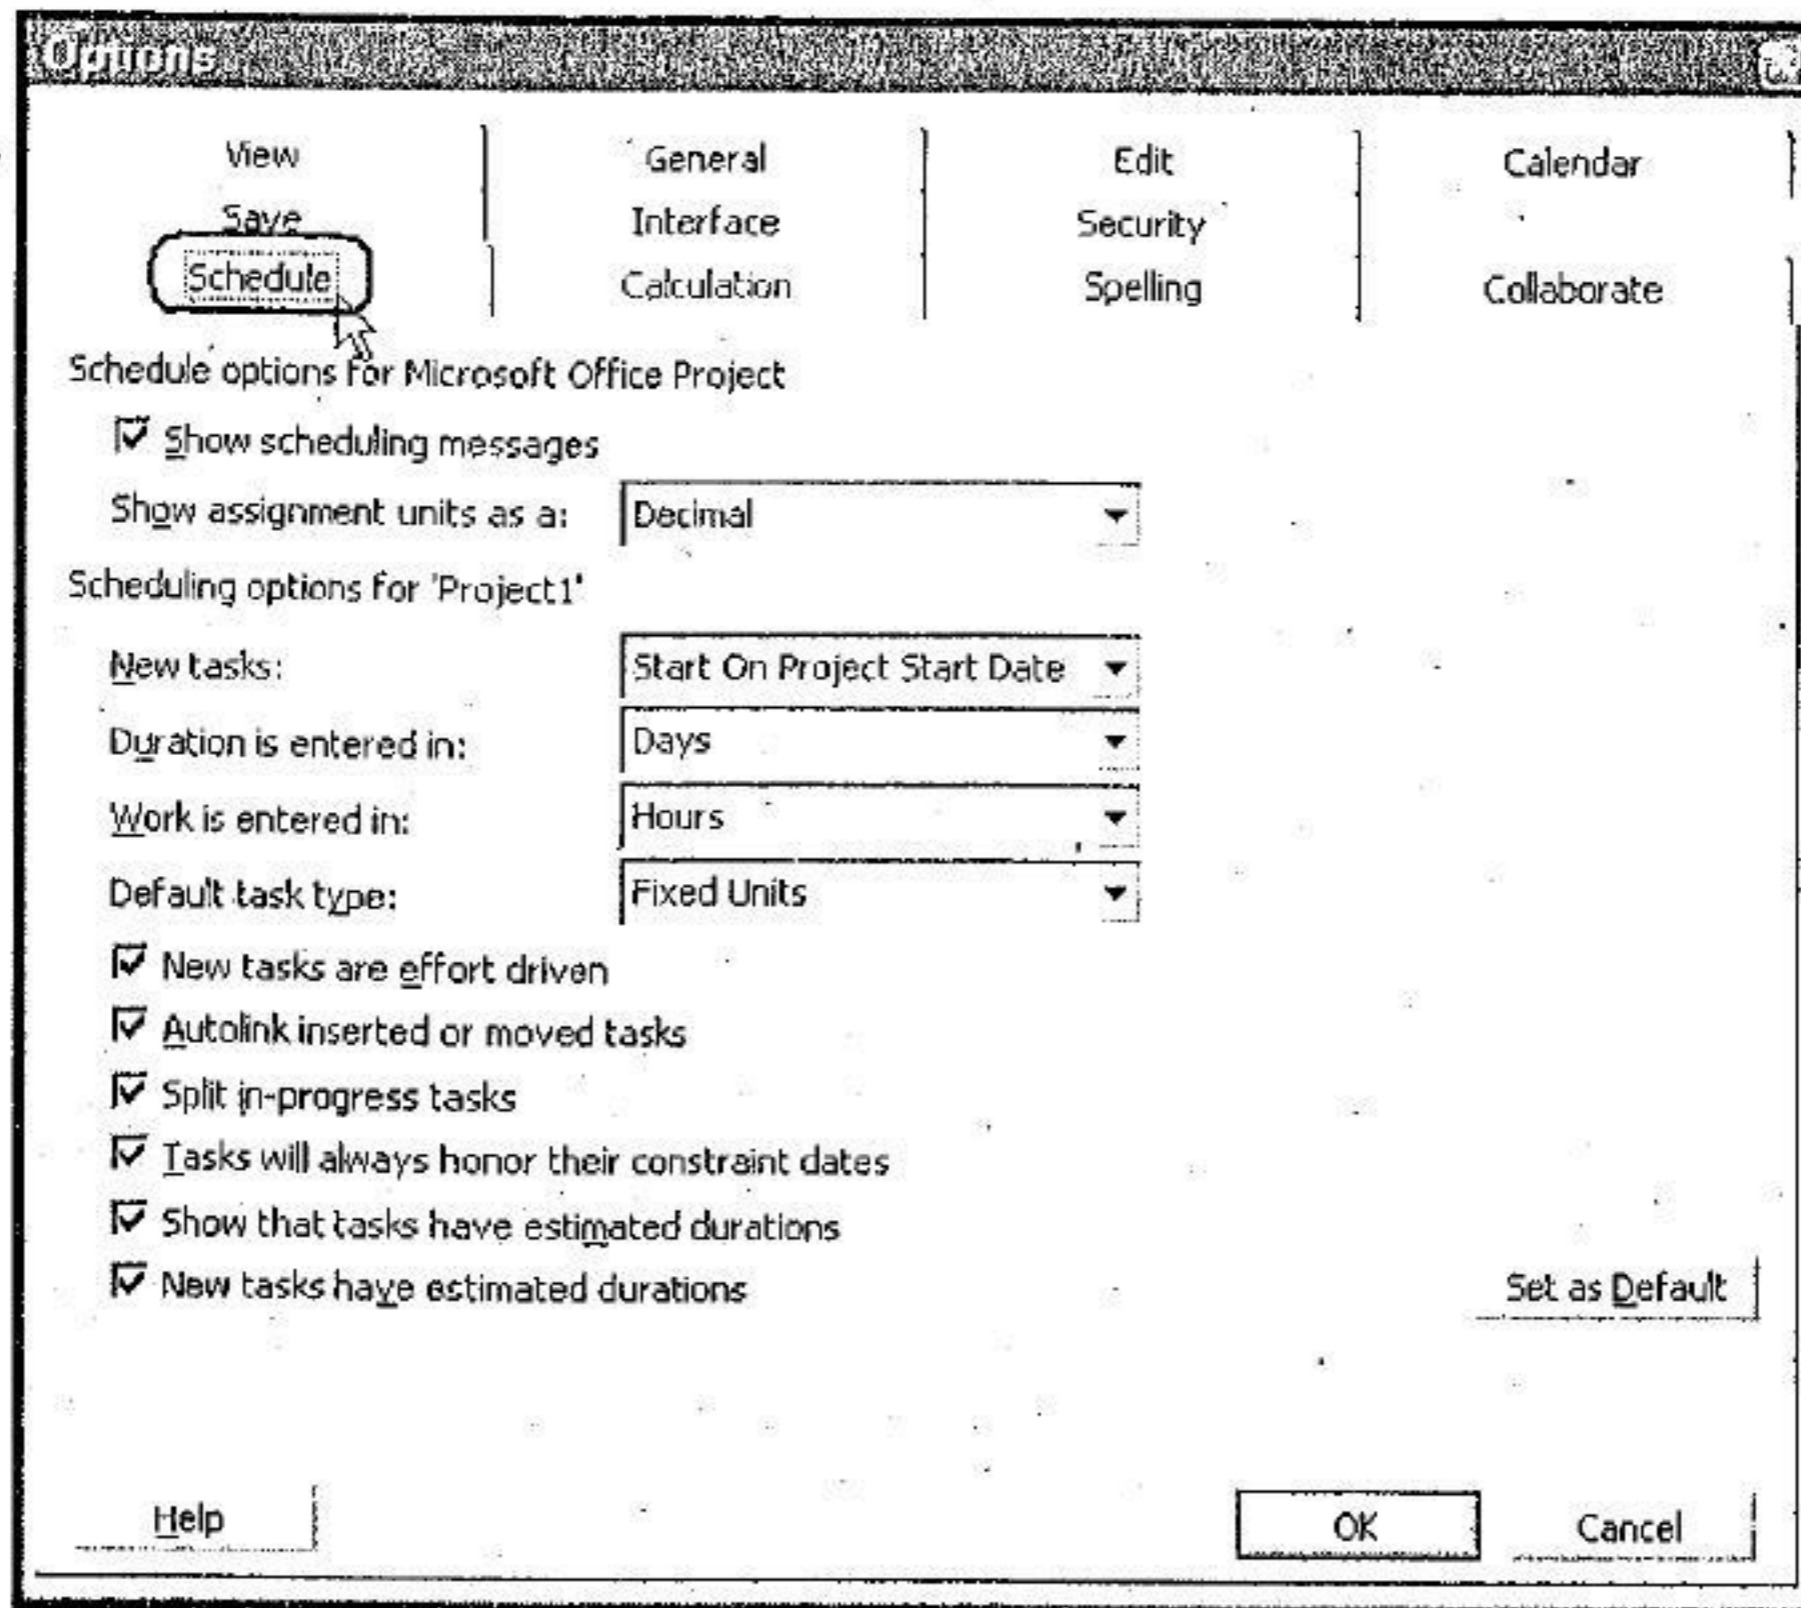 Options
View General Edit Calendar
Save Interface Security
Schedule Calculation Spelling Collaborate
Schedule options for Microsoft Office Project
Show scheduling messages
Show assignment units as a: Decimal
Scheduling options for 'Project1'
New tasks: Start On Project Start Date
Duration is entered in: Days
Work is entered in: Hours
Default task type: Fixed Units
New tasks are effort driven
Autolink inserted or moved tasks
Split in-progress tasks
Tasks will always honor their constraint dates
Show that tasks have estimated durations
New tasks have estimated durations
Set as Default
Help OK Cancel